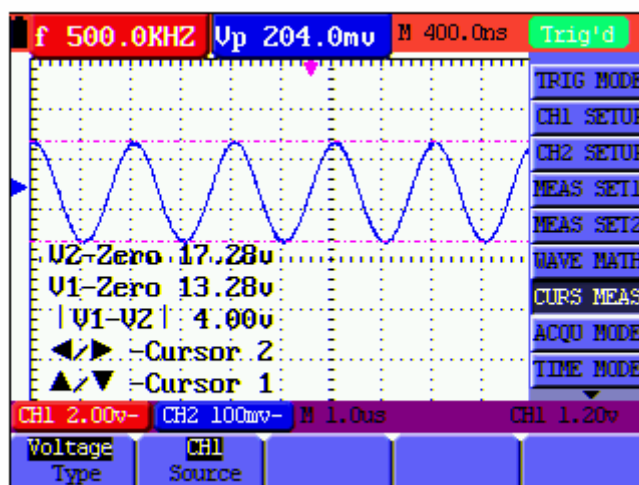 f 500.0KHZ Vp 204.0mv M 400.0ns Trig'd
TRIG MODE
CH1 SETUP
CH2 SETUP
MEAS SET1
MEAS SET2
WAVE MATH
CURS MEAS
ACQU MODE
TIME MODE
V2-Zero 17.28v
V1-Zero 13.28v
|V1-V2| 4.00v
◀/▶ -Cursor 2
▲/▼ -Cursor 1
CH1 2.00v- CH2 100mv- M 1.0us CH1 1.20v
Voltage
Type
CH1
Source